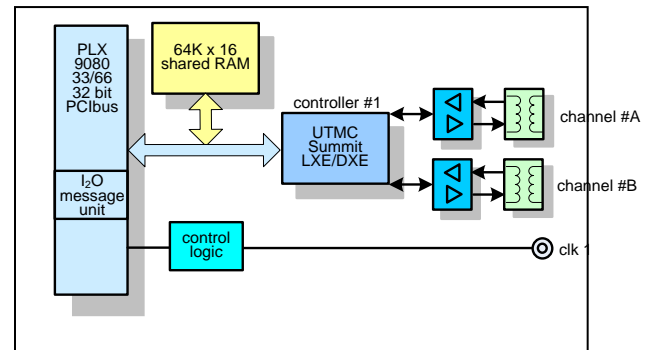 PLX
9080
33/66
32 bit
PCIbus
I₂O
message
unit
64K x 16
shared RAM
controller #1
UTMC
Summit
LXE/DXE
channel #A
channel #B
control
logic
clk 1